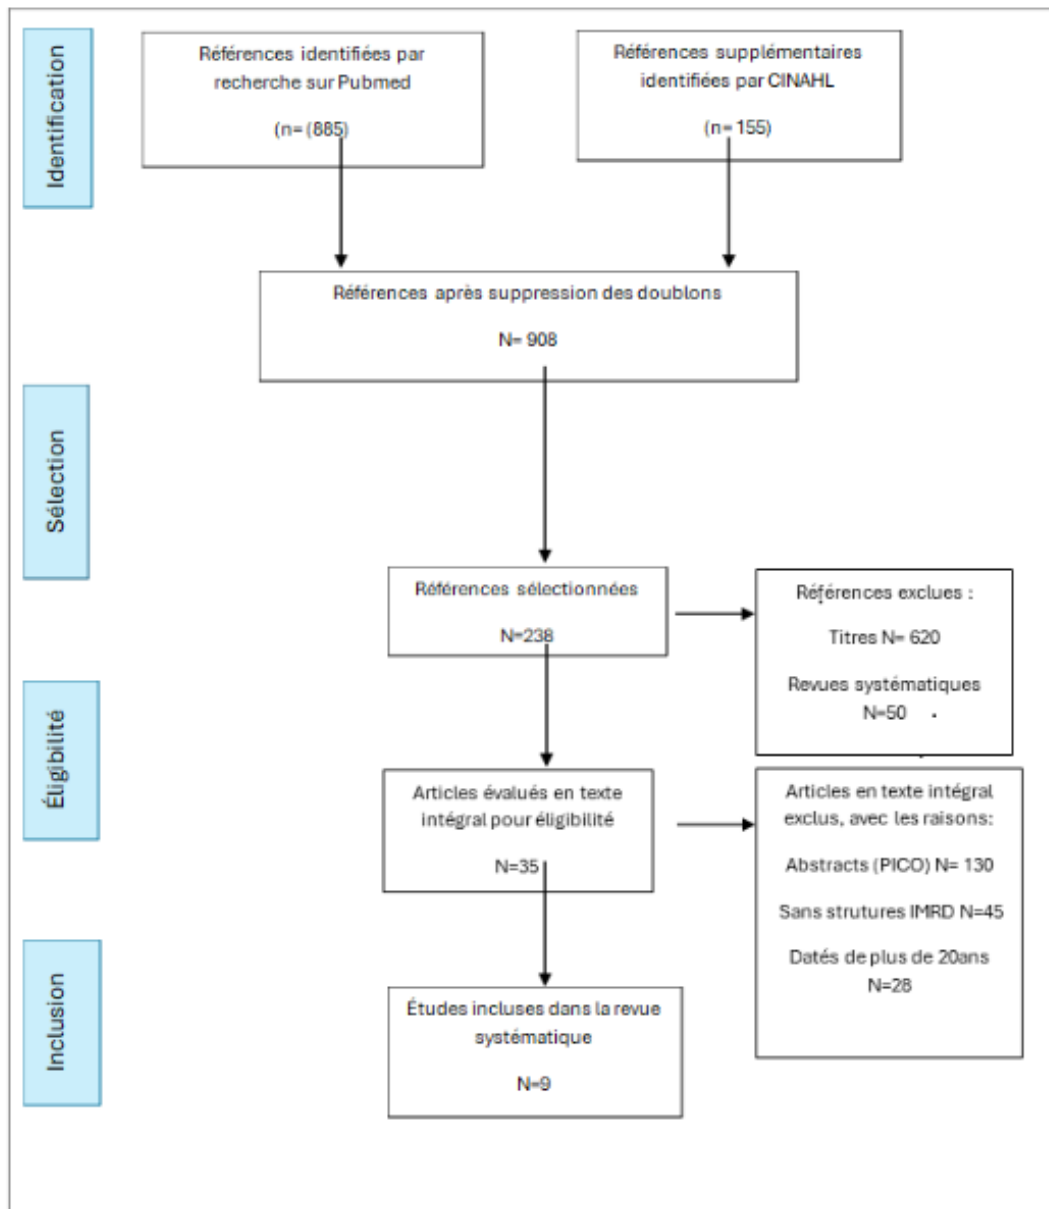 Identification
Références identifiées par
recherche sur Pubmed
(n= (885)
Références supplémentaires
identifiées par CINAHL
(n= 155)
Références après suppression des doublons
N= 908
Sélection
Références sélectionnées
N=238
Références exclues :
Titres N= 620
Revues systématiques
N=50
Éligibilité
Articles évalués en texte
intégral pour éligibilité
N=35
Articles en texte intégral
exclus, avec les raisons:
Abstracts (PICO) N= 130
Sans strutures IMRD N=45
Datés de plus de 20ans
N=28
Inclusion
Études incluses dans la revue
systématique
N=9